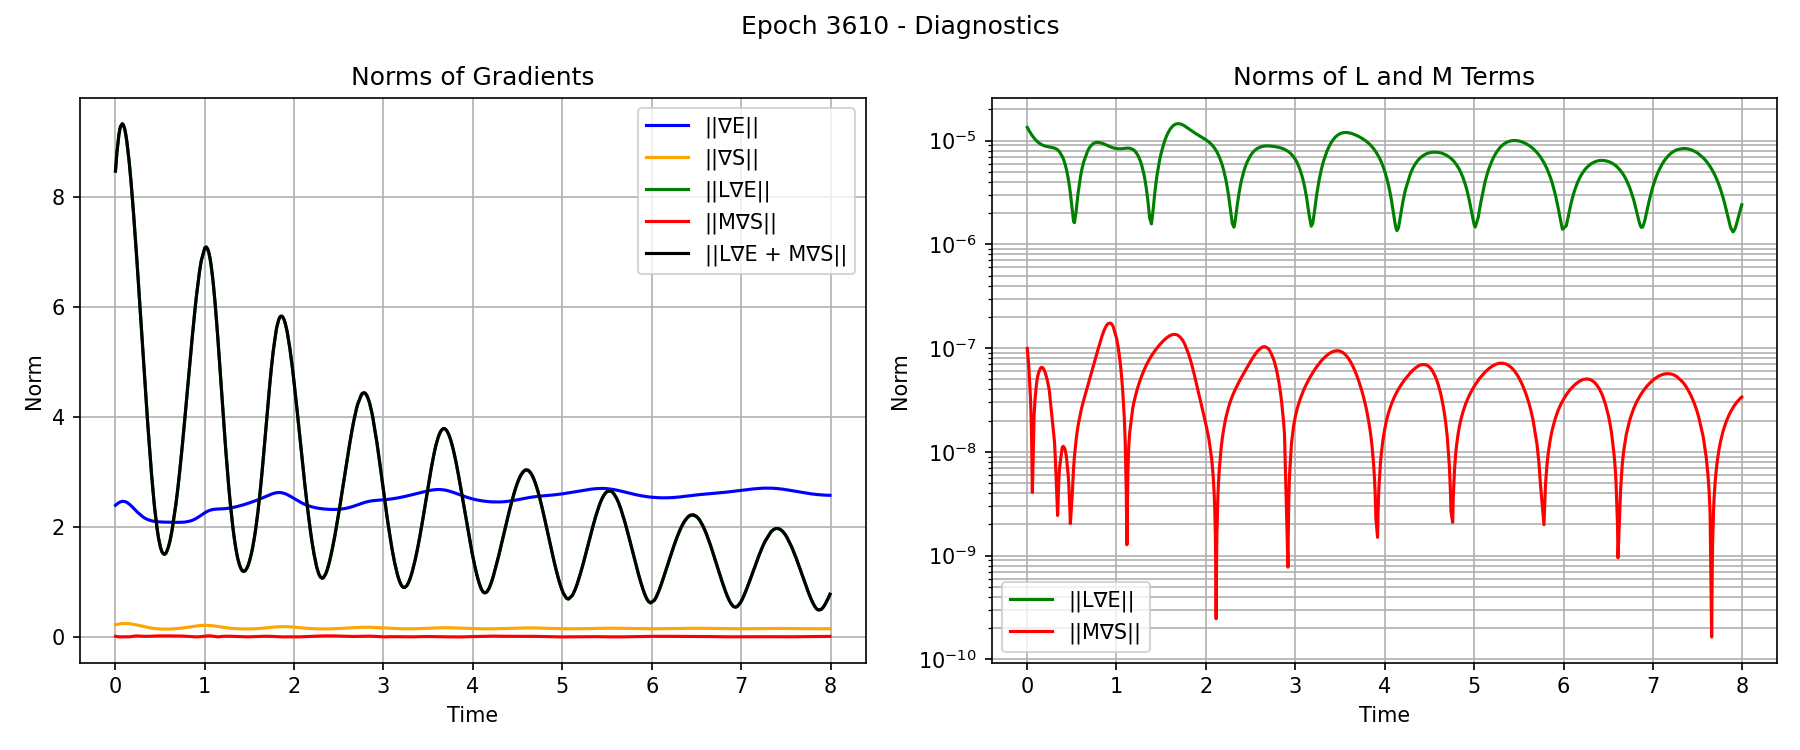 Epoch 3610 - Diagnostics
Norms of Gradients
Norm
8
6
4
2
0
||∇E||
||∇S||
||L∇E||
||M∇S||
||L∇E + M∇S||
0 1 2 3 4 5 6 7 8
Time
Norms of L and M Terms
Norm
10⁻⁵
10⁻⁶
10⁻⁷
10⁻⁸
10⁻⁹
10⁻¹⁰
||L∇E||
||M∇S||
0 1 2 3 4 5 6 7 8
Time